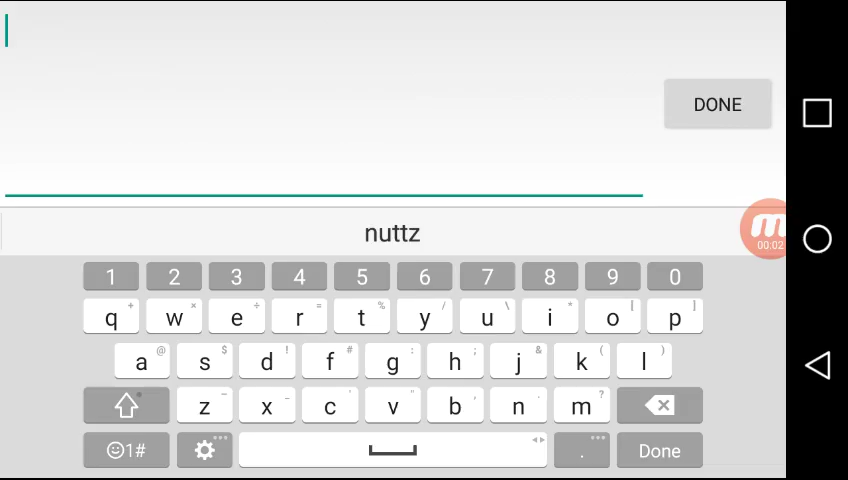 DONE
nuttz
m
00:02
1 2 3 4 5 6 7 8 9 0
q + w × e ÷ r = t % y / u \ i * o [ p ]
a @ s $ d ! f # g : h ; j & k ( l )
z - x _ c ' v " b , n . m ?
1# . Done